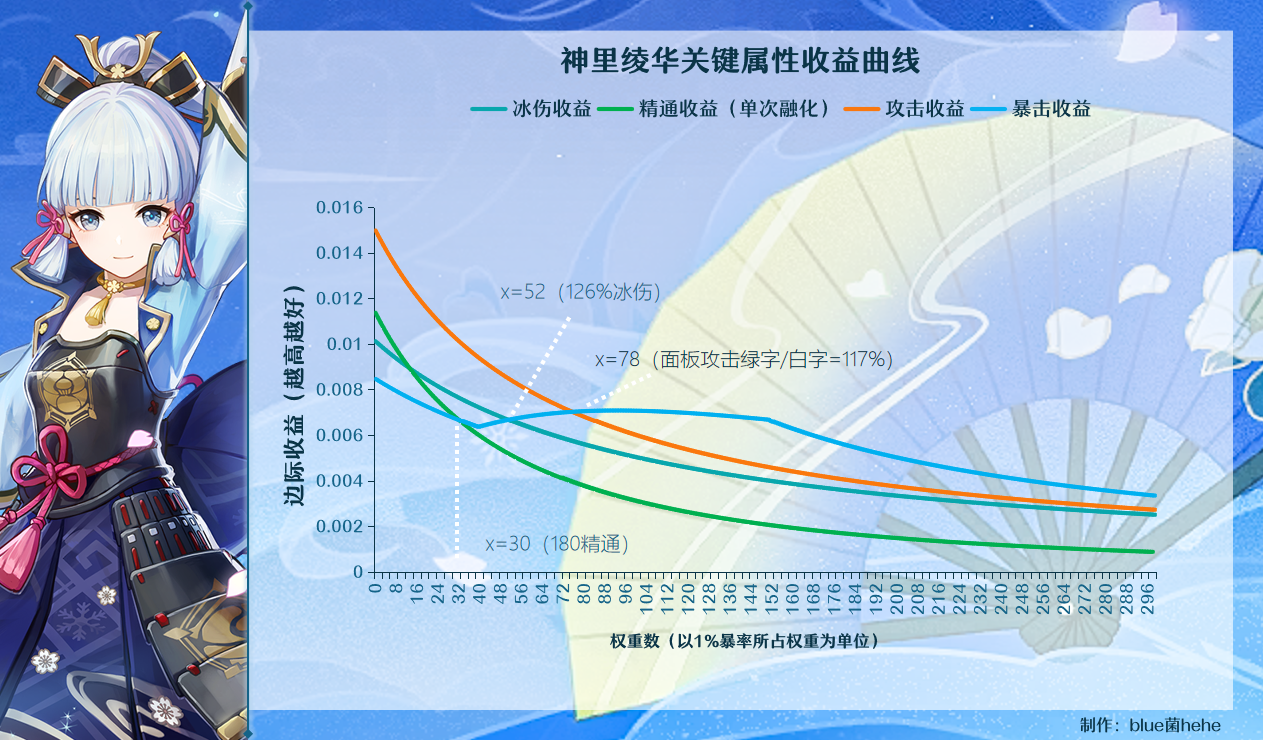 神里绫华关键属性收益曲线
冰伤收益 精通收益（单次融化） 攻击收益 暴击收益
0.016
0.014
x=52（126%冰伤）
0.012
0.01
x=78（面板攻击绿字/白字=117%）
0.008
0.006
0.004
0.002
x=30（180精通）
0
边际收益（越高越好）
0 8 16 24 32 40 48 56 64 72 80 88 96 104 112 120 128 136 144 152 160 168 176 184 192 200 208 216 224 232 240 248 256 264 272 280 288 296
权重数（以1%暴率所占权重为单位）
制作：blue菌hehe